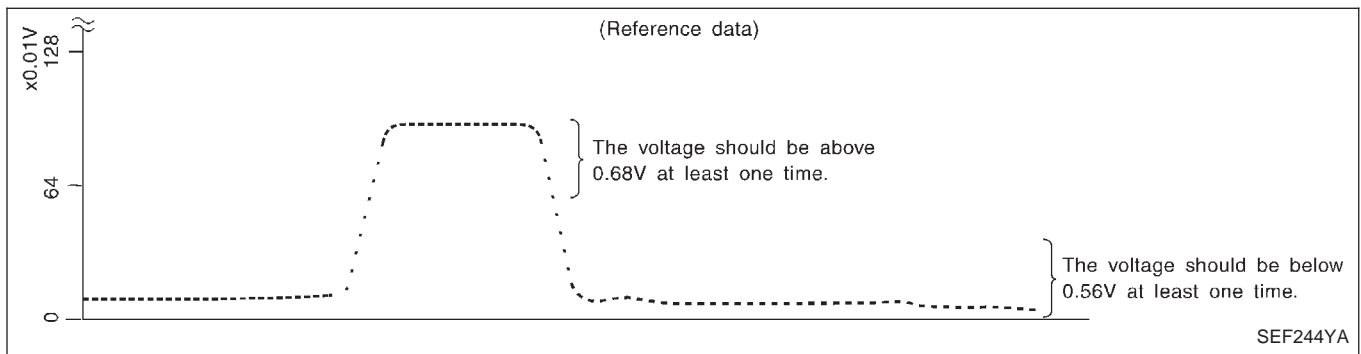 (Reference data)
x0.01V
128
64
0
The voltage should be above
0.68V at least one time.
The voltage should be below
0.56V at least one time.
SEF244YA